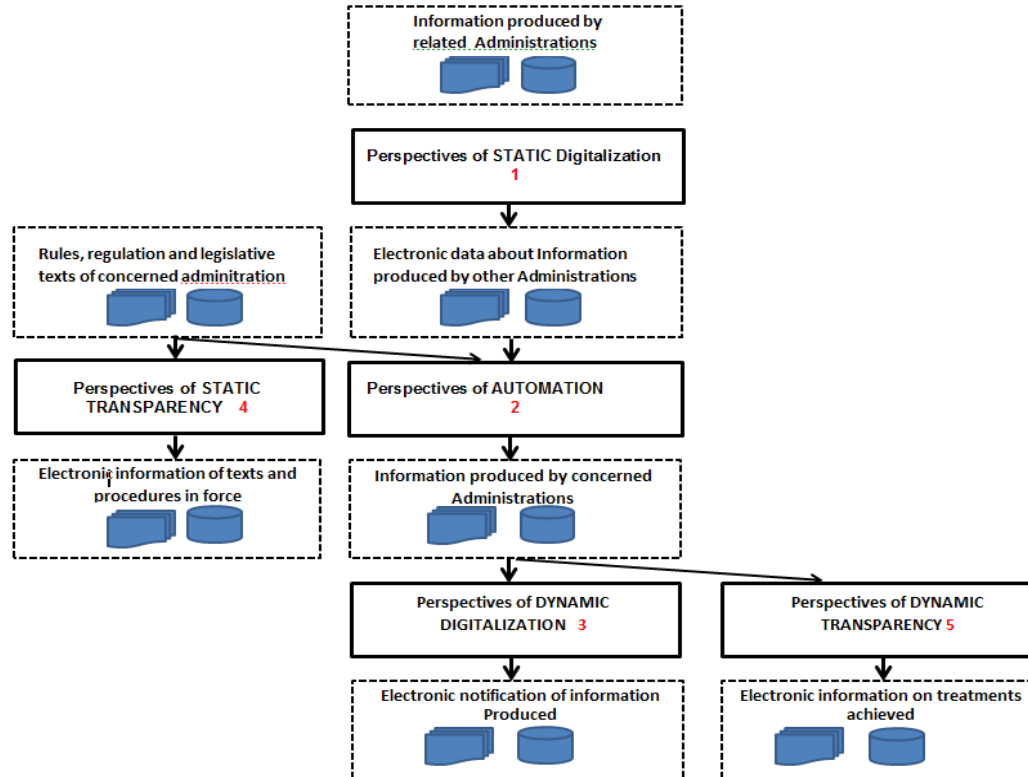 Information produced by
related Administrations
Perspectives of STATIC Digitalization
1
Rules, regulation and legislative
texts of concerned adminitration
Electronic data about Information
produced by other Administrations
Perspectives of STATIC
TRANSPARENCY 4
Perspectives of AUTOMATION
2
Electronic information of texts and
procedures in force
Information produced by concerned
Administrations
Perspectives of DYNAMIC
DIGITALIZATION 3
Perspectives of DYNAMIC
TRANSPARENCY 5
Electronic notification of information
Produced
Electronic information on treatments
achieved